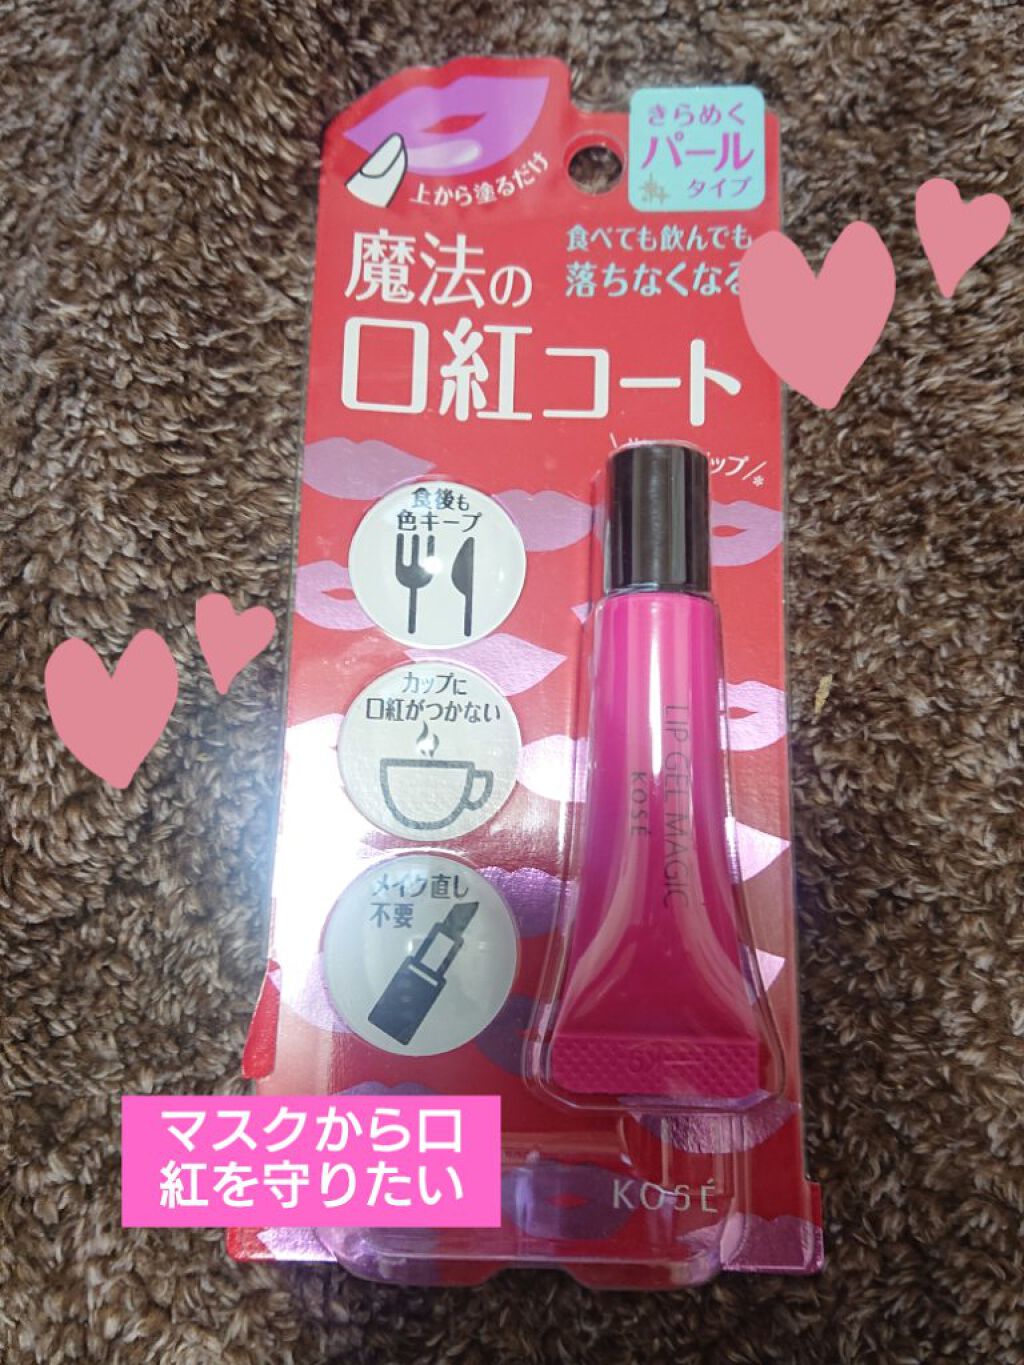 上から塗るだけ
きらめく
パール
タイプ
食べても飲んでも
落ちなくなる
魔法の
口紅コート
食後も
色キープ
カップに
口紅がつかない
メイク直し
不要
LIP GEL MAGIC
KOSÉ
マスクから口
紅を守りたい
KOSÉ